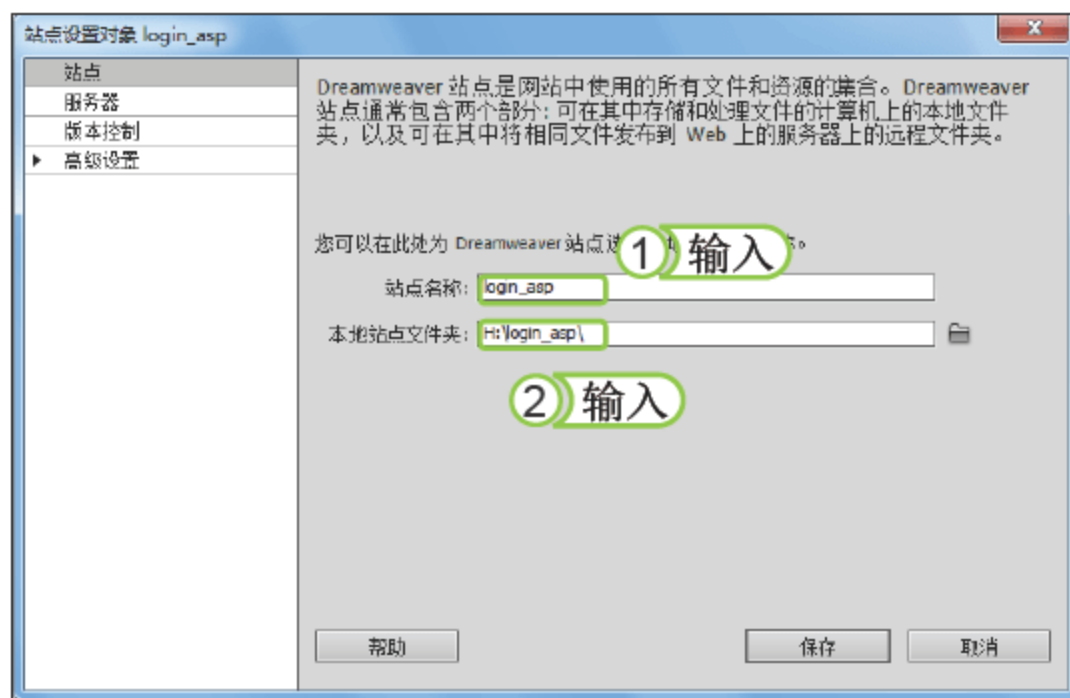 站点设置对象 login_asp
站点
服务器
版本控制
高级设置
Dreamweaver 站点是网站中使用的所有文件和资源的集合。Dreamweaver
站点通常包含两个部分:可在其中存储和处理文件的计算机上的本地文件
夹,以及可在其中将相同文件发布到 Web 上的服务器上的远程文件夹。
您可以在此处为 Dreamweaver 站点选
1 输入
站点名称: login_asp
本地站点文件夹: H:\login_asp\
2 输入
帮助 保存 取消